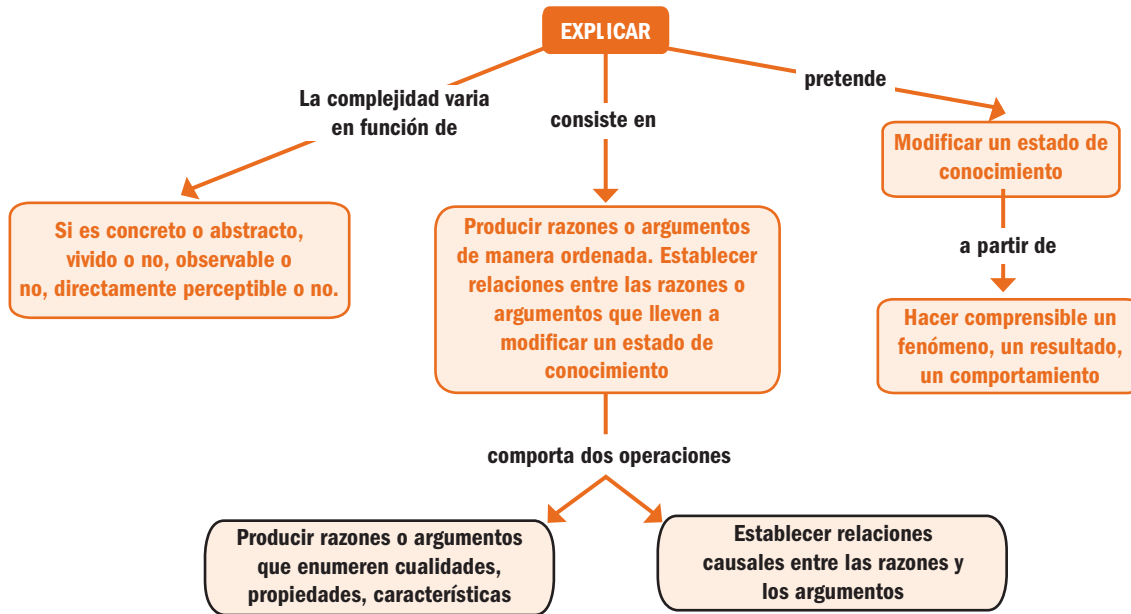 EXPLICAR
La complejidad varia
en función de
consiste en
pretende
Si es concreto o abstracto,
vivido o no, observable o
no, directamente perceptible o no.
Producir razones o argumentos
de manera ordenada. Establecer
relaciones entre las razones o
argumentos que lleven a
modificar un estado de
conocimiento
Modificar un estado de
conocimiento
a partir de
Hacer comprensible un
fenómeno, un resultado,
un comportamiento
comporta dos operaciones
Producir razones o argumentos
que enumeren cualidades,
propiedades, características
Establecer relaciones
causales entre las razones y
los argumentos